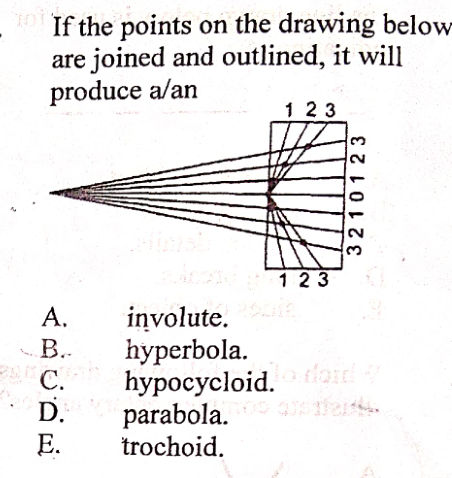 If the points on the drawing below
are joined and outlined, it will
produce a/an
1 2 3
3 2 1 0 1 2 3
1 2 3
A. involute.
B. hyperbola.
C. hypocycloid.
D. parabola.
E. trochoid.